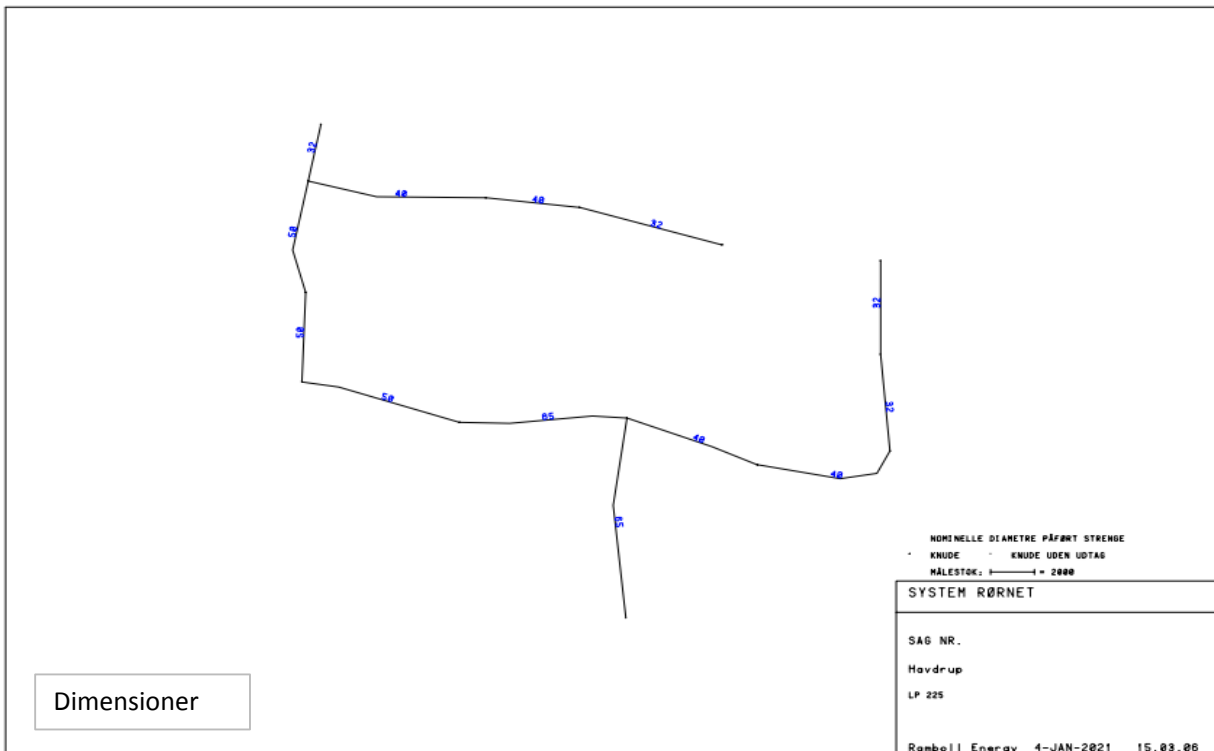 32
40
40
32
50
32
50
50
65
32
40
40
65
NOMINELLE DIAMETRE PÅFØRT STRENGE
KNUDE KNUDE UDEN UDTAG
MÅLESTOK: = 2000
SYSTEM RØRNET
SAG NR.
Havdrup
LP 225
Dimensioner
Ramboll Energy 4-JAN-2021 15.03.06